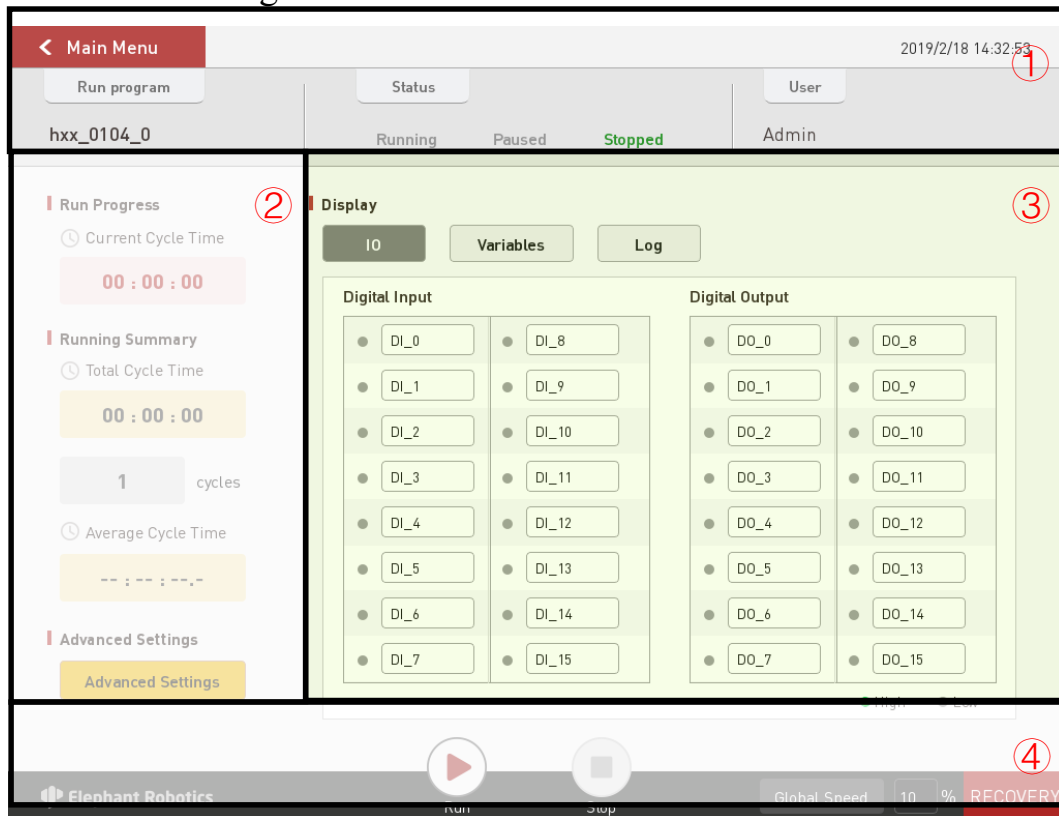 Main Menu
2019/2/18 14:32:53
①
Run program
Status
User
hxx_0104_0
Running
Paused
Stopped
Admin
②
Run Progress
Current Cycle Time
00 : 00 : 00
Running Summary
Total Cycle Time
00 : 00 : 00
1 cycles
Average Cycle Time
-- : -- : --.-
Advanced Settings
Advanced Settings
③
Display
IO
Variables
Log
Digital Input
Digital Output
DI_0 DI_8 DO_0 DO_8
DI_1 DI_9 DO_1 DO_9
DI_2 DI_10 DO_2 DO_10
DI_3 DI_11 DO_3 DO_11
DI_4 DI_12 DO_4 DO_12
DI_5 DI_13 DO_5 DO_13
DI_6 DI_14 DO_6 DO_14
DI_7 DI_15 DO_7 DO_15
High Low
④
Elephant Robotics
Run
Stop
Global Speed 10 % RECOVERY